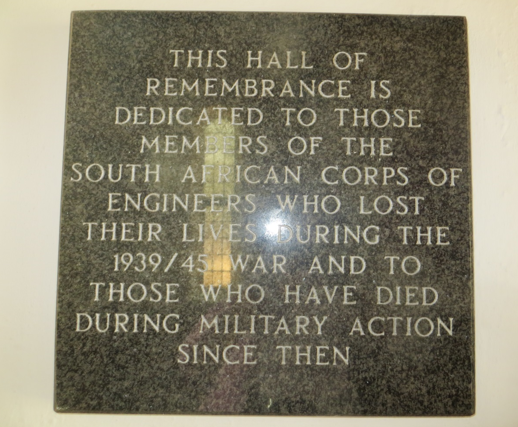 THIS HALL OF
REMEMBRANCE IS
DEDICATED TO THOSE
MEMBERS OF THE
SOUTH AFRICAN CORPS OF
ENGINEERS WHO LOST
THEIR LIVES DURING THE
1939/45 WAR AND TO
THOSE WHO HAVE DIED
DURING MILITARY ACTION
SINCE THEN